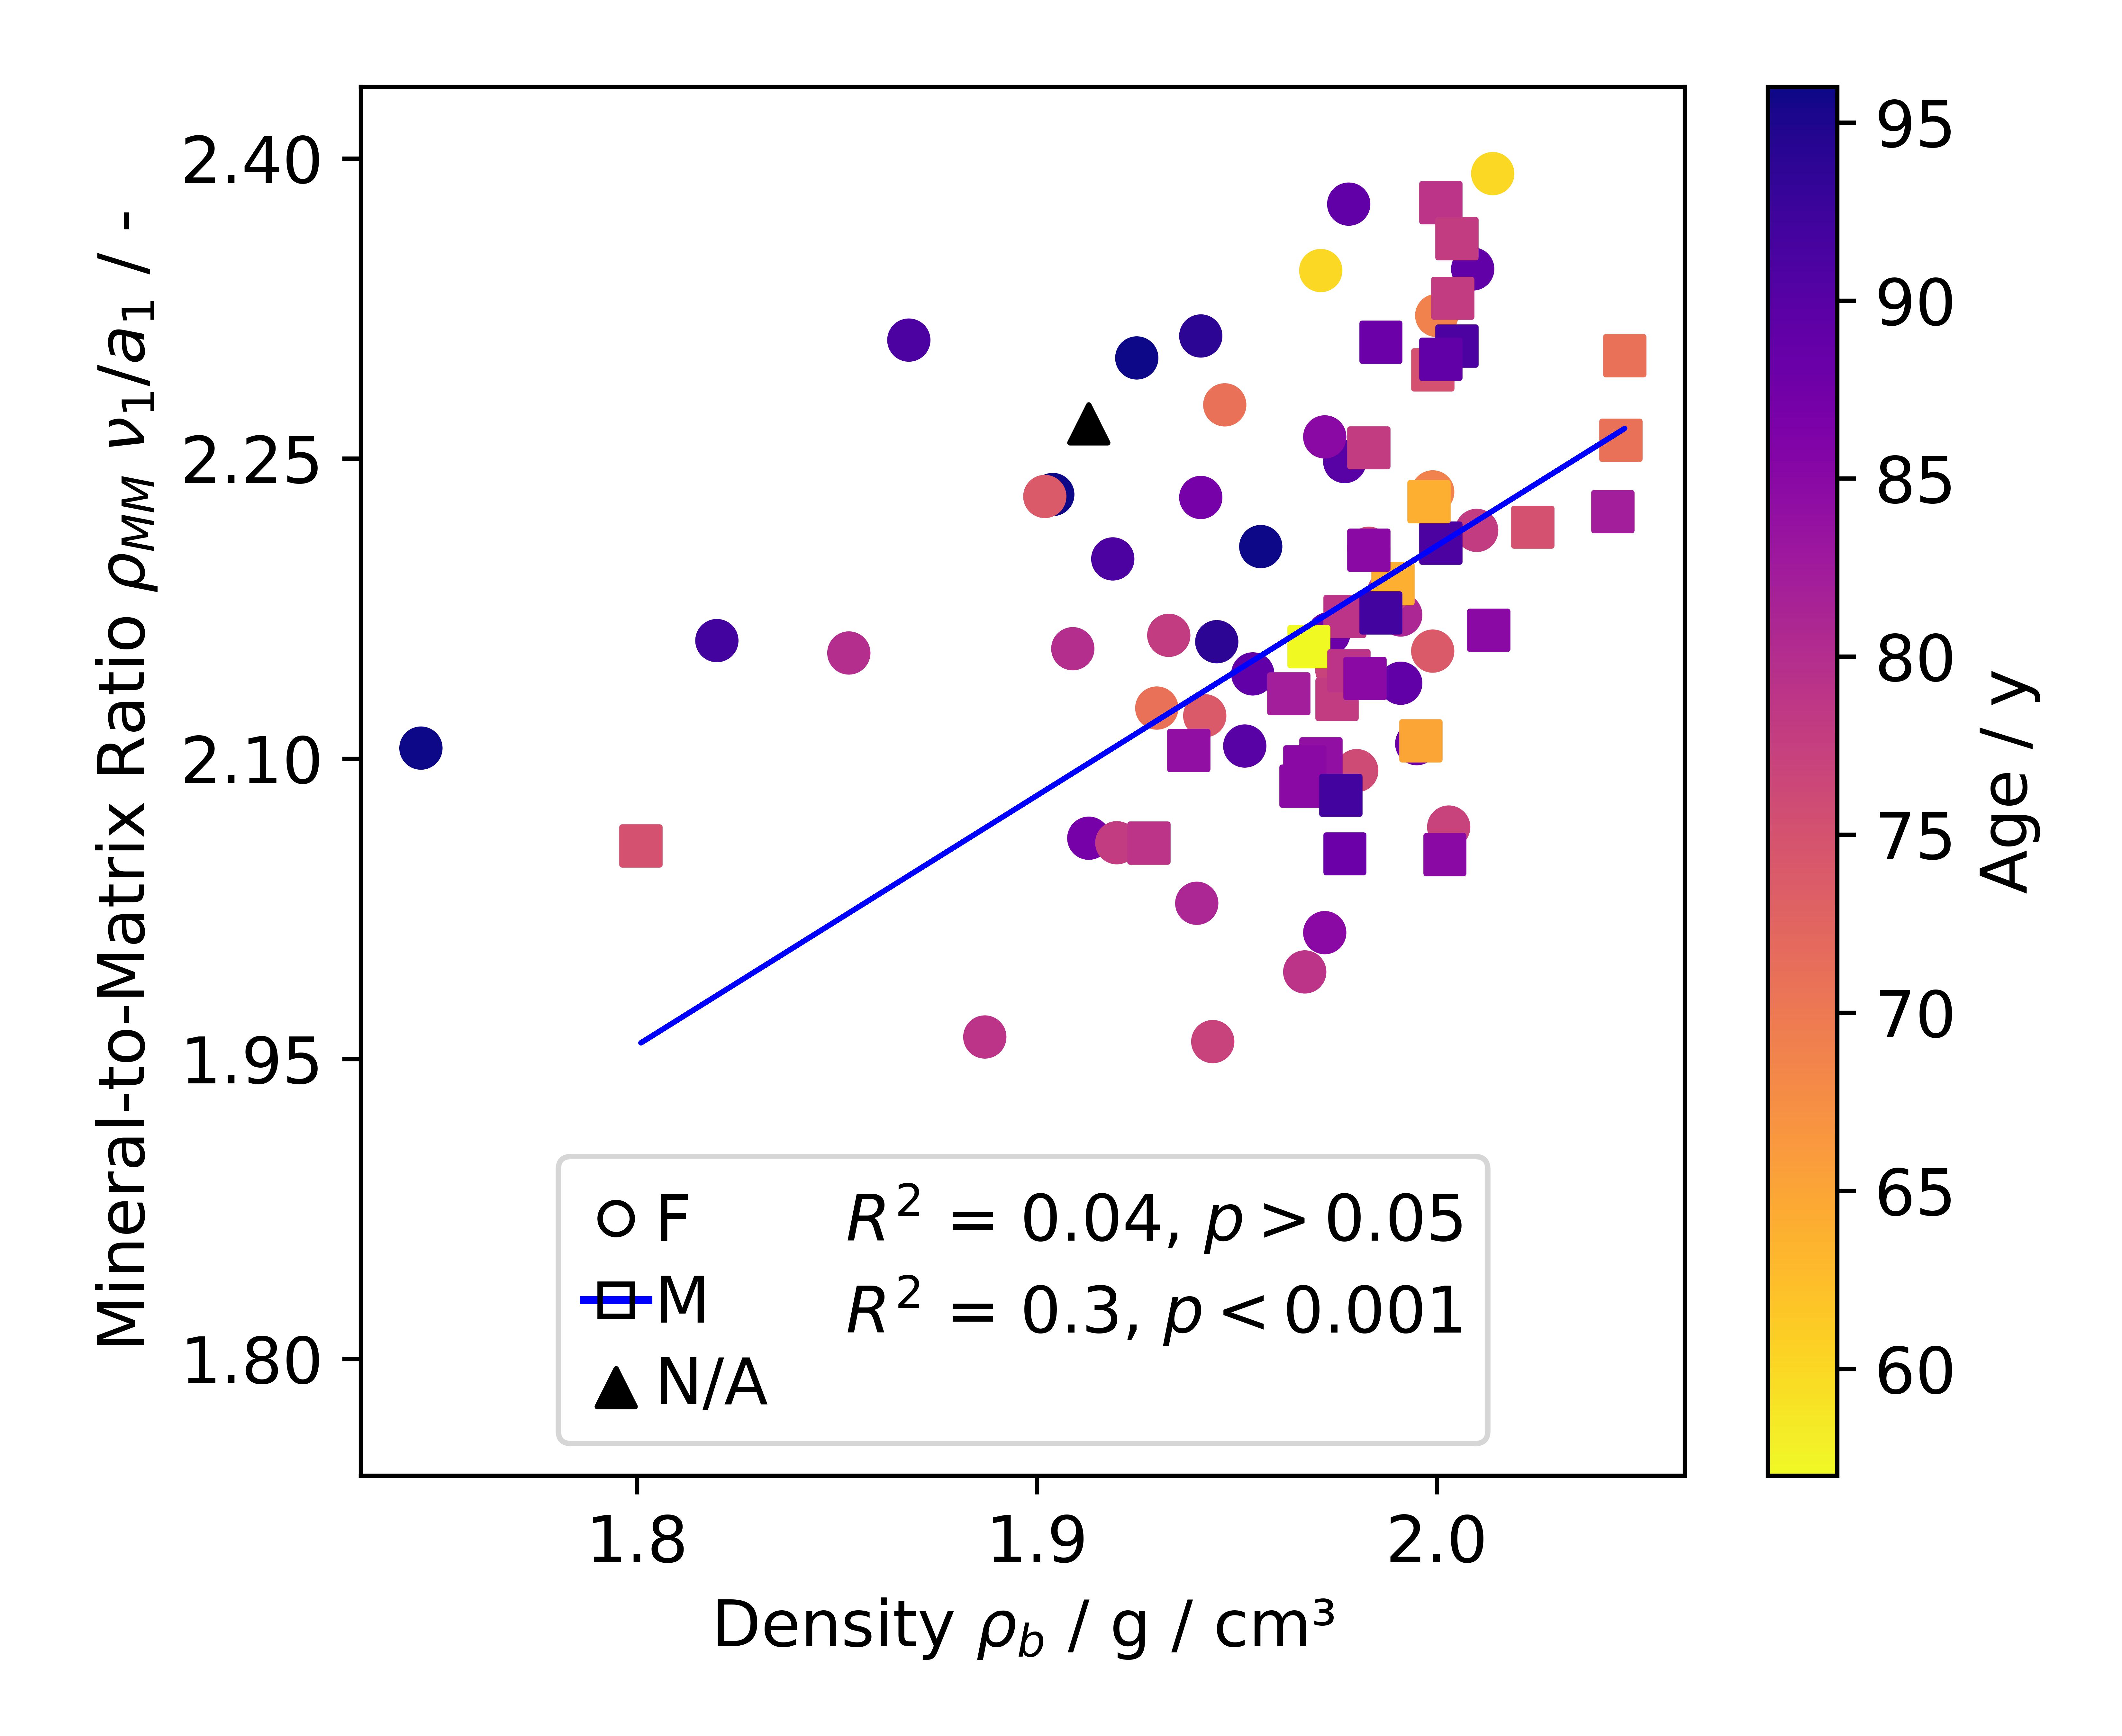 Mineral-to-Matrix Ratio ρMM ν1/a1 / -
2.40
2.25
2.10
1.95
1.80
F R² = 0.04, p > 0.05
M R² = 0.3, p < 0.001
N/A
1.8 1.9 2.0
Density ρb / g / cm³
95
90
85
80
75
70
65
60
Age / y